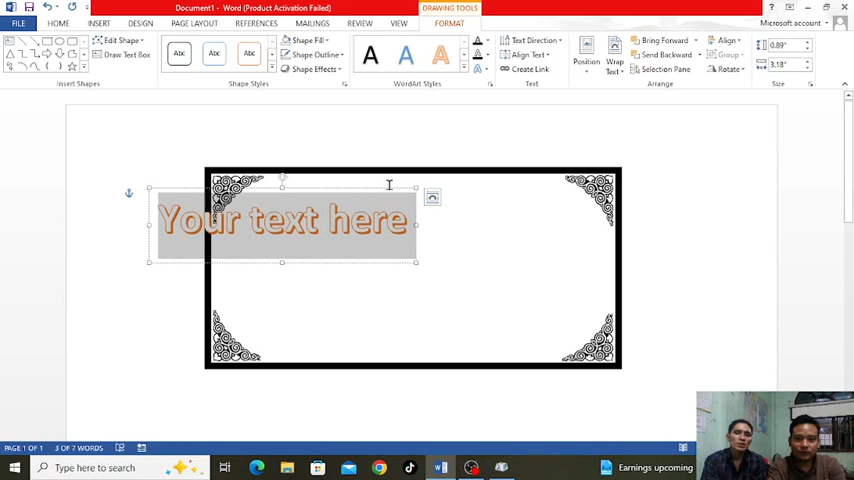 Document1 - Word (Product Activation Failed)
DRAWING TOOLS
FILE HOME INSERT DESIGN PAGE LAYOUT REFERENCES MAILINGS REVIEW VIEW FORMAT Microsoft account
Edit Shape
Draw Text Box
Insert Shapes
Abc Abc Abc
Shape Fill
Shape Outline
Shape Effects
Shape Styles
A A A
WordArt Styles
Text Direction
Align Text
Create Link
Text
Position
Wrap
Text
Bring Forward
Send Backward
Selection Pane
Align
Group
Rotate
Arrange
0.89"
3.18"
Size
Your text here
PAGE 1 OF 1 3 OF 7 WORDS
Type here to search
Earnings upcoming